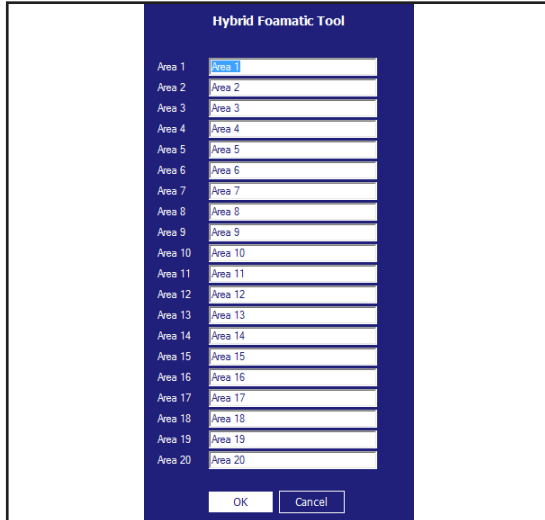 Hybrid Foamatic Tool
Area 1 Area 1
Area 2 Area 2
Area 3 Area 3
Area 4 Area 4
Area 5 Area 5
Area 6 Area 6
Area 7 Area 7
Area 8 Area 8
Area 9 Area 9
Area 10 Area 10
Area 11 Area 11
Area 12 Area 12
Area 13 Area 13
Area 14 Area 14
Area 15 Area 15
Area 16 Area 16
Area 17 Area 17
Area 18 Area 18
Area 19 Area 19
Area 20 Area 20
OK Cancel